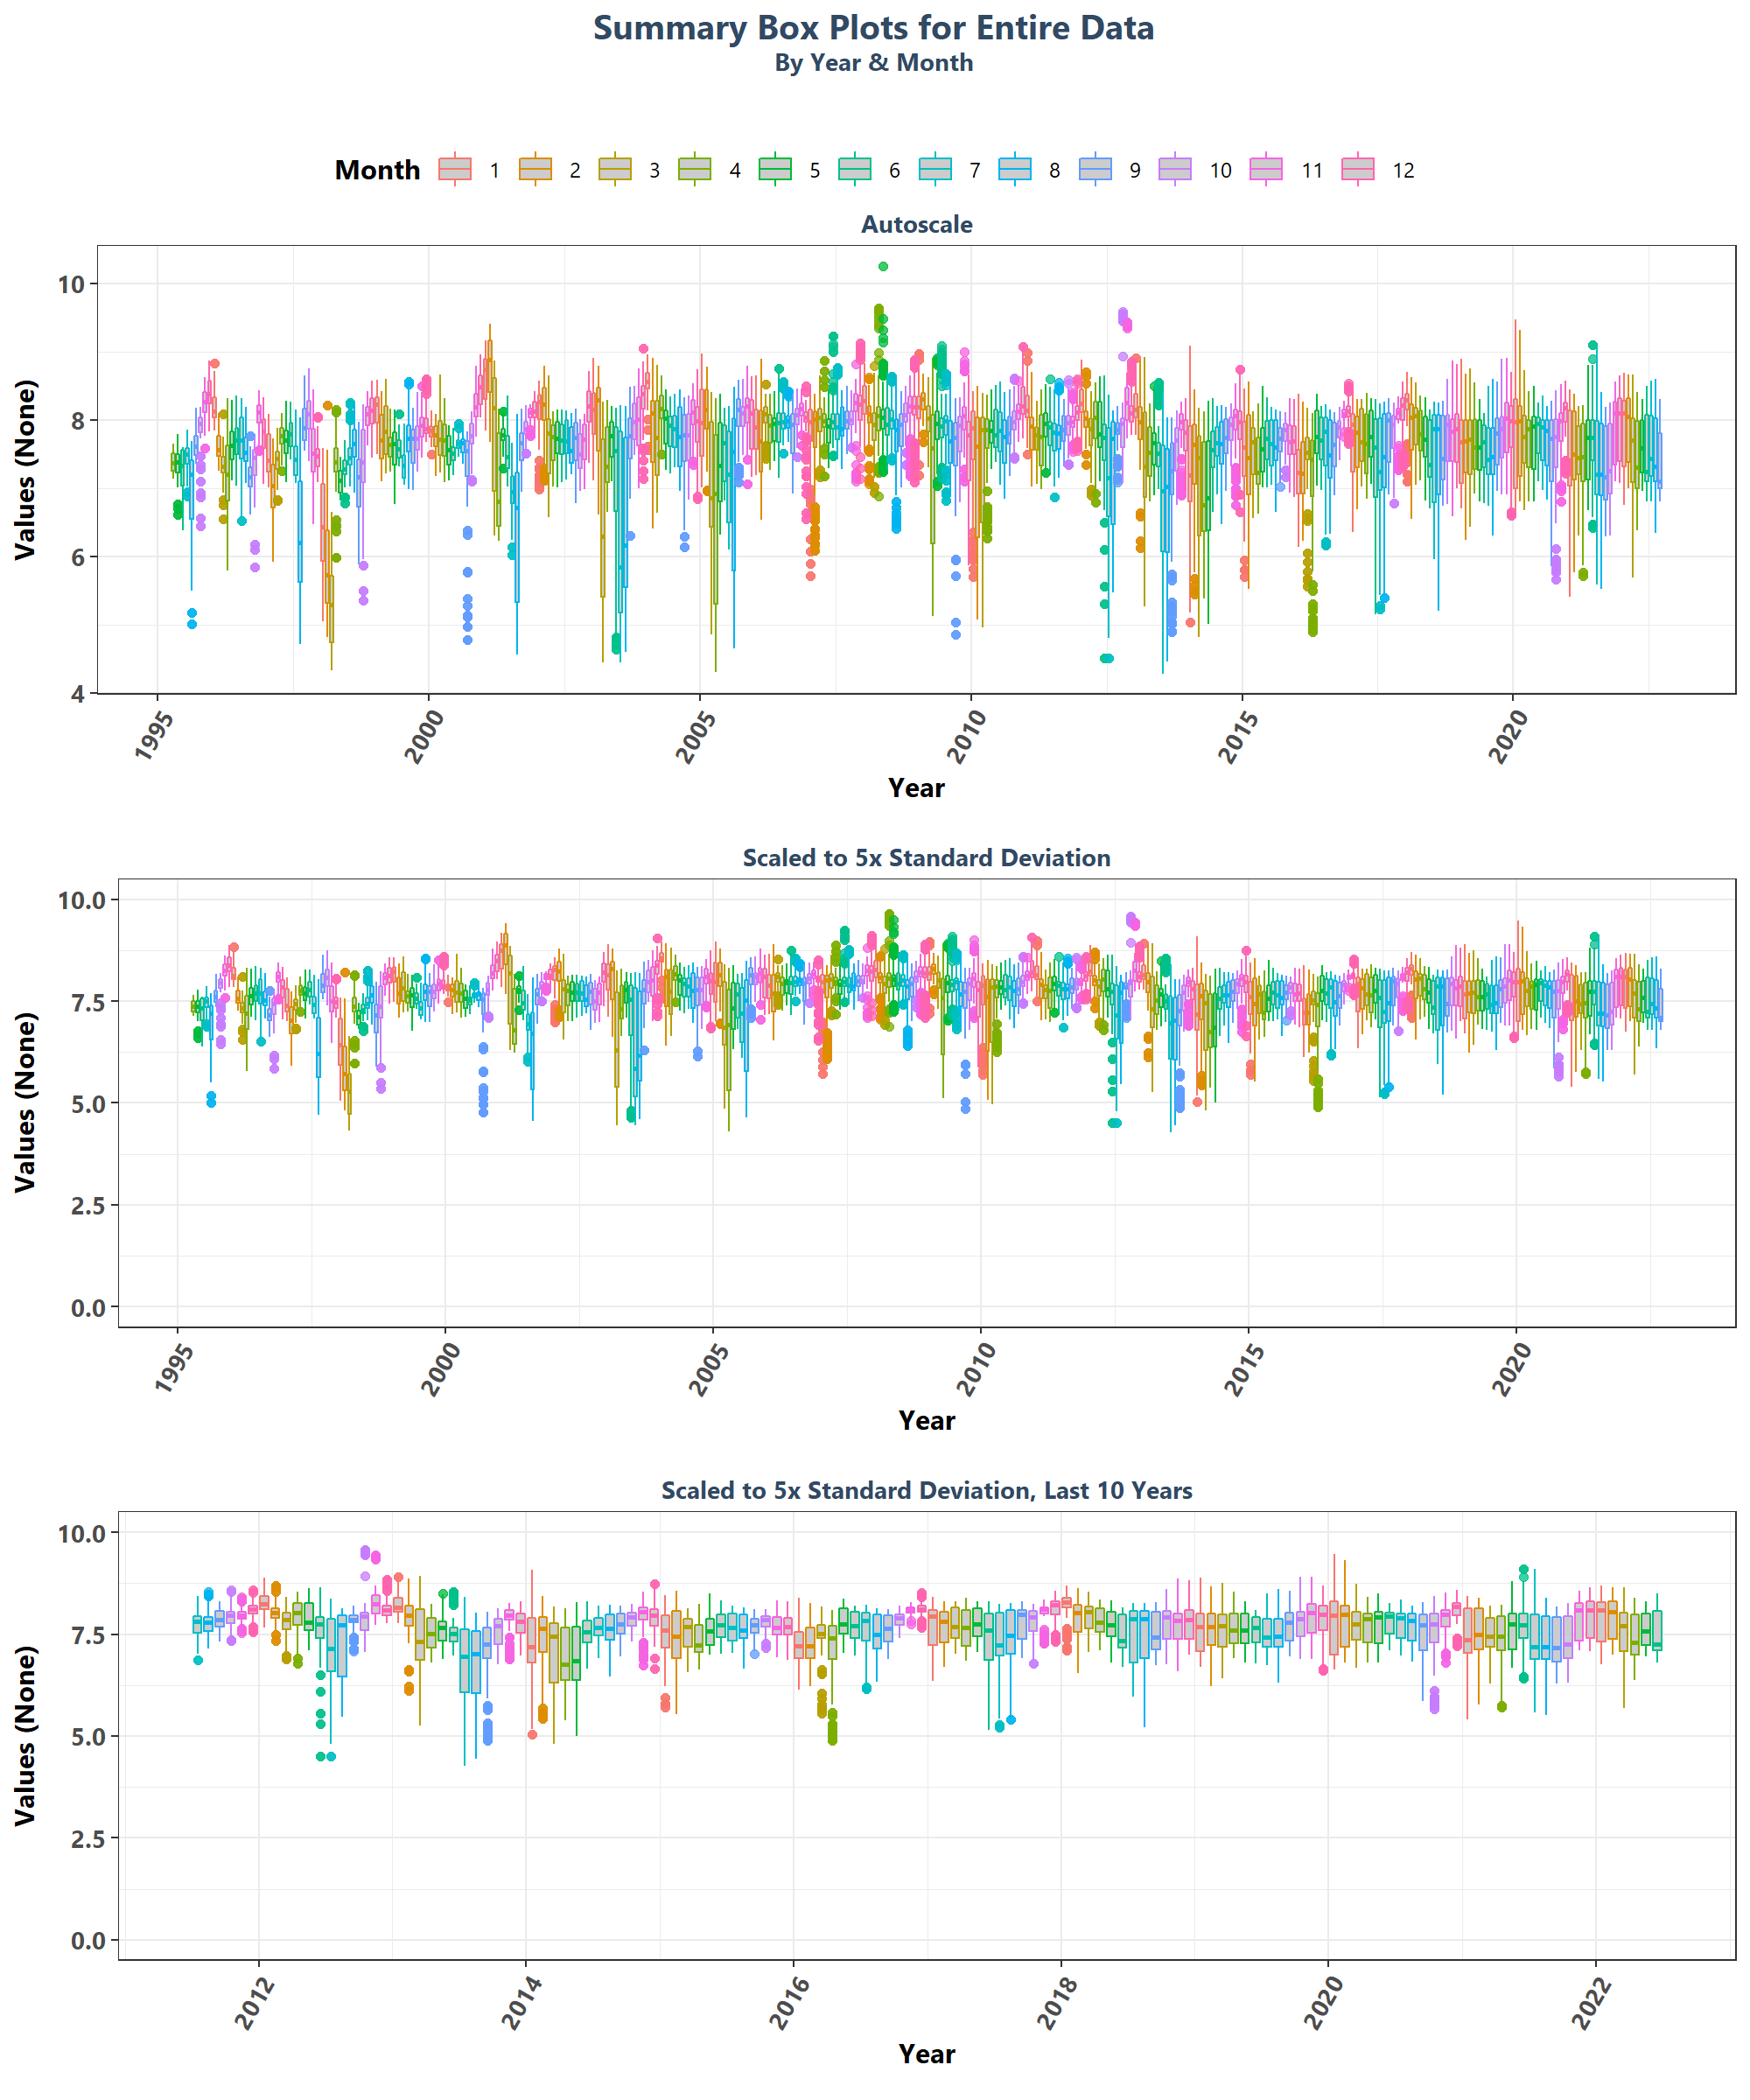 Summary Box Plots for Entire Data
By Year & Month
Month 1 2 3 4 5 6 7 8 9 10 11 12
Autoscale
Values (None)
10
8
6
4
1995 2000 2005 2010 2015 2020
Year
Scaled to 5x Standard Deviation
Values (None)
10.0
7.5
5.0
2.5
0.0
1995 2000 2005 2010 2015 2020
Year
Scaled to 5x Standard Deviation, Last 10 Years
Values (None)
10.0
7.5
5.0
2.5
0.0
2012 2014 2016 2018 2020 2022
Year